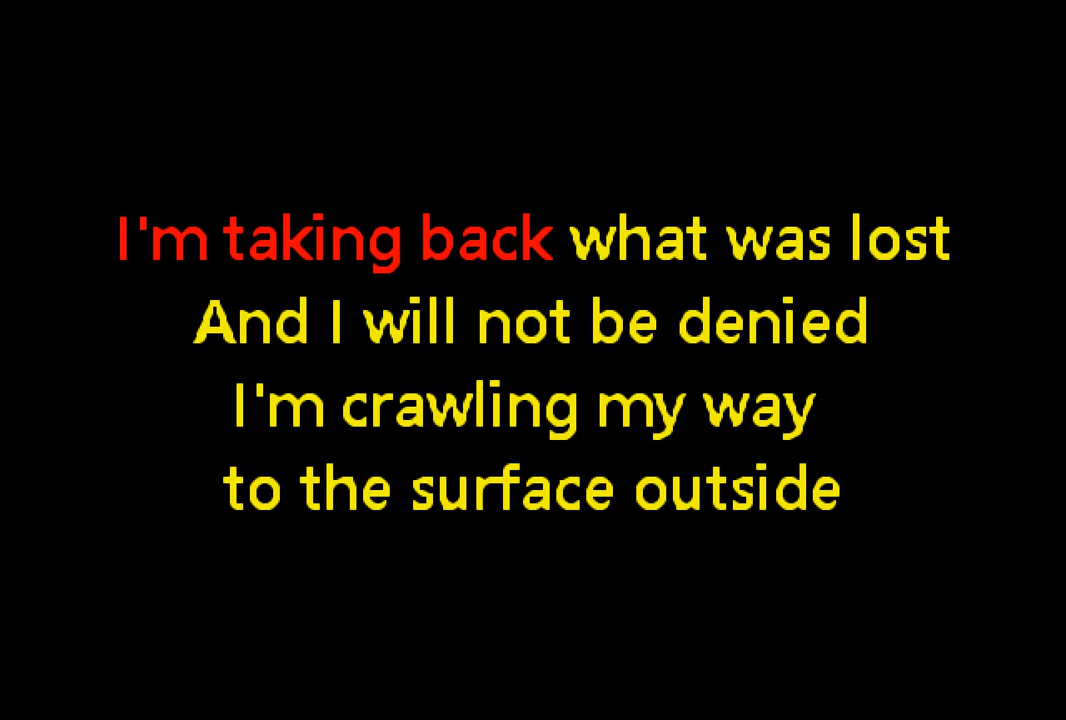 I'm taking back what was lost
And I will not be denied
I'm crawling my way
to the surface outside